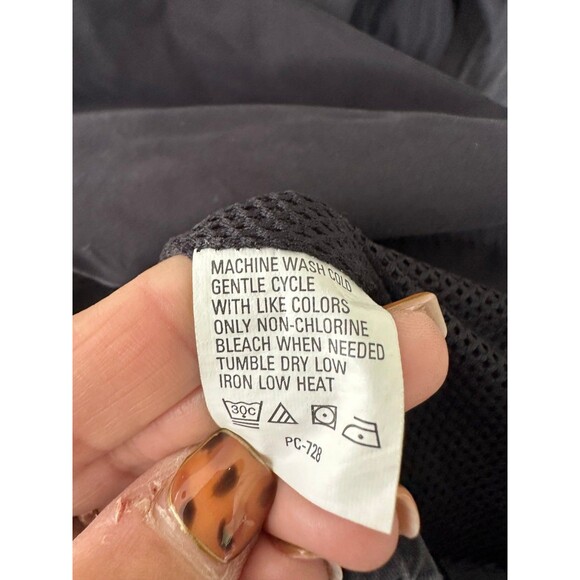 MACHINE WASH COLD
GENTLE CYCLE
WITH LIKE COLORS
ONLY NON-CHLORINE
BLEACH WHEN NEEDED
TUMBLE DRY LOW
IRON LOW HEAT
30C
PC-728